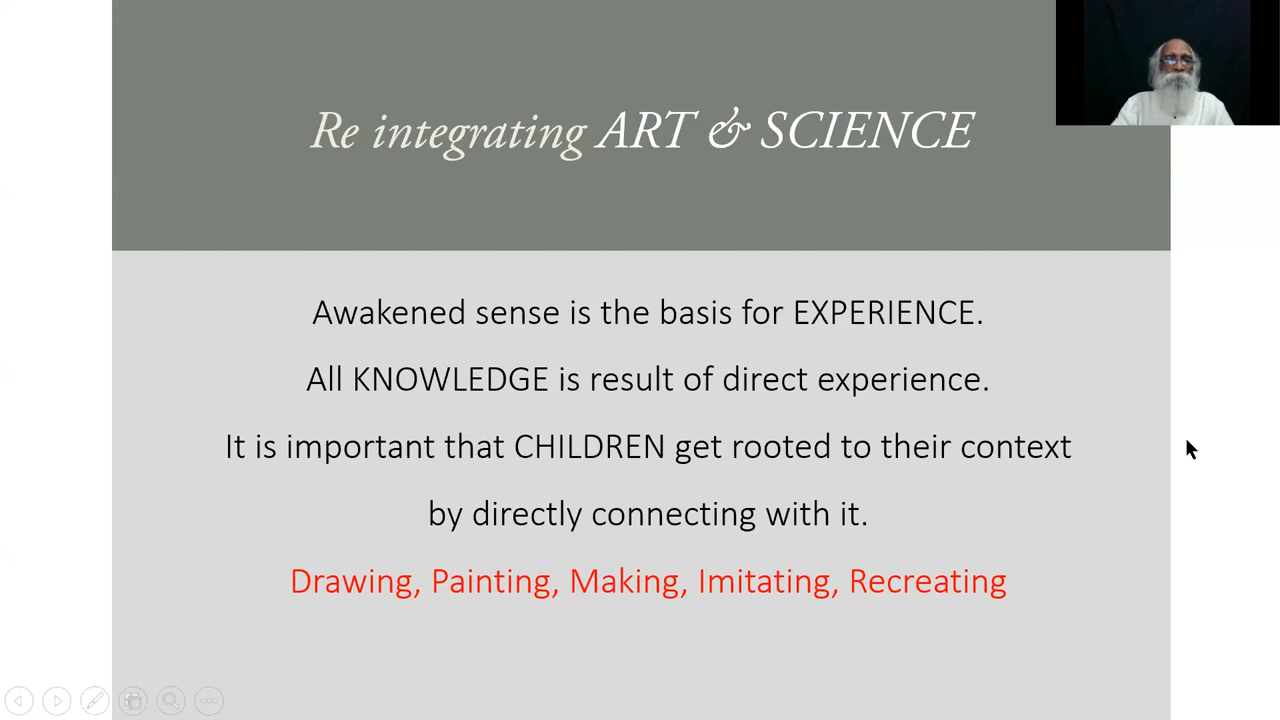 Re integrating ART & SCIENCE
Awakened sense is the basis for EXPERIENCE.
All KNOWLEDGE is result of direct experience.
It is important that CHILDREN get rooted to their context
by directly connecting with it.
Drawing, Painting, Making, Imitating, Recreating